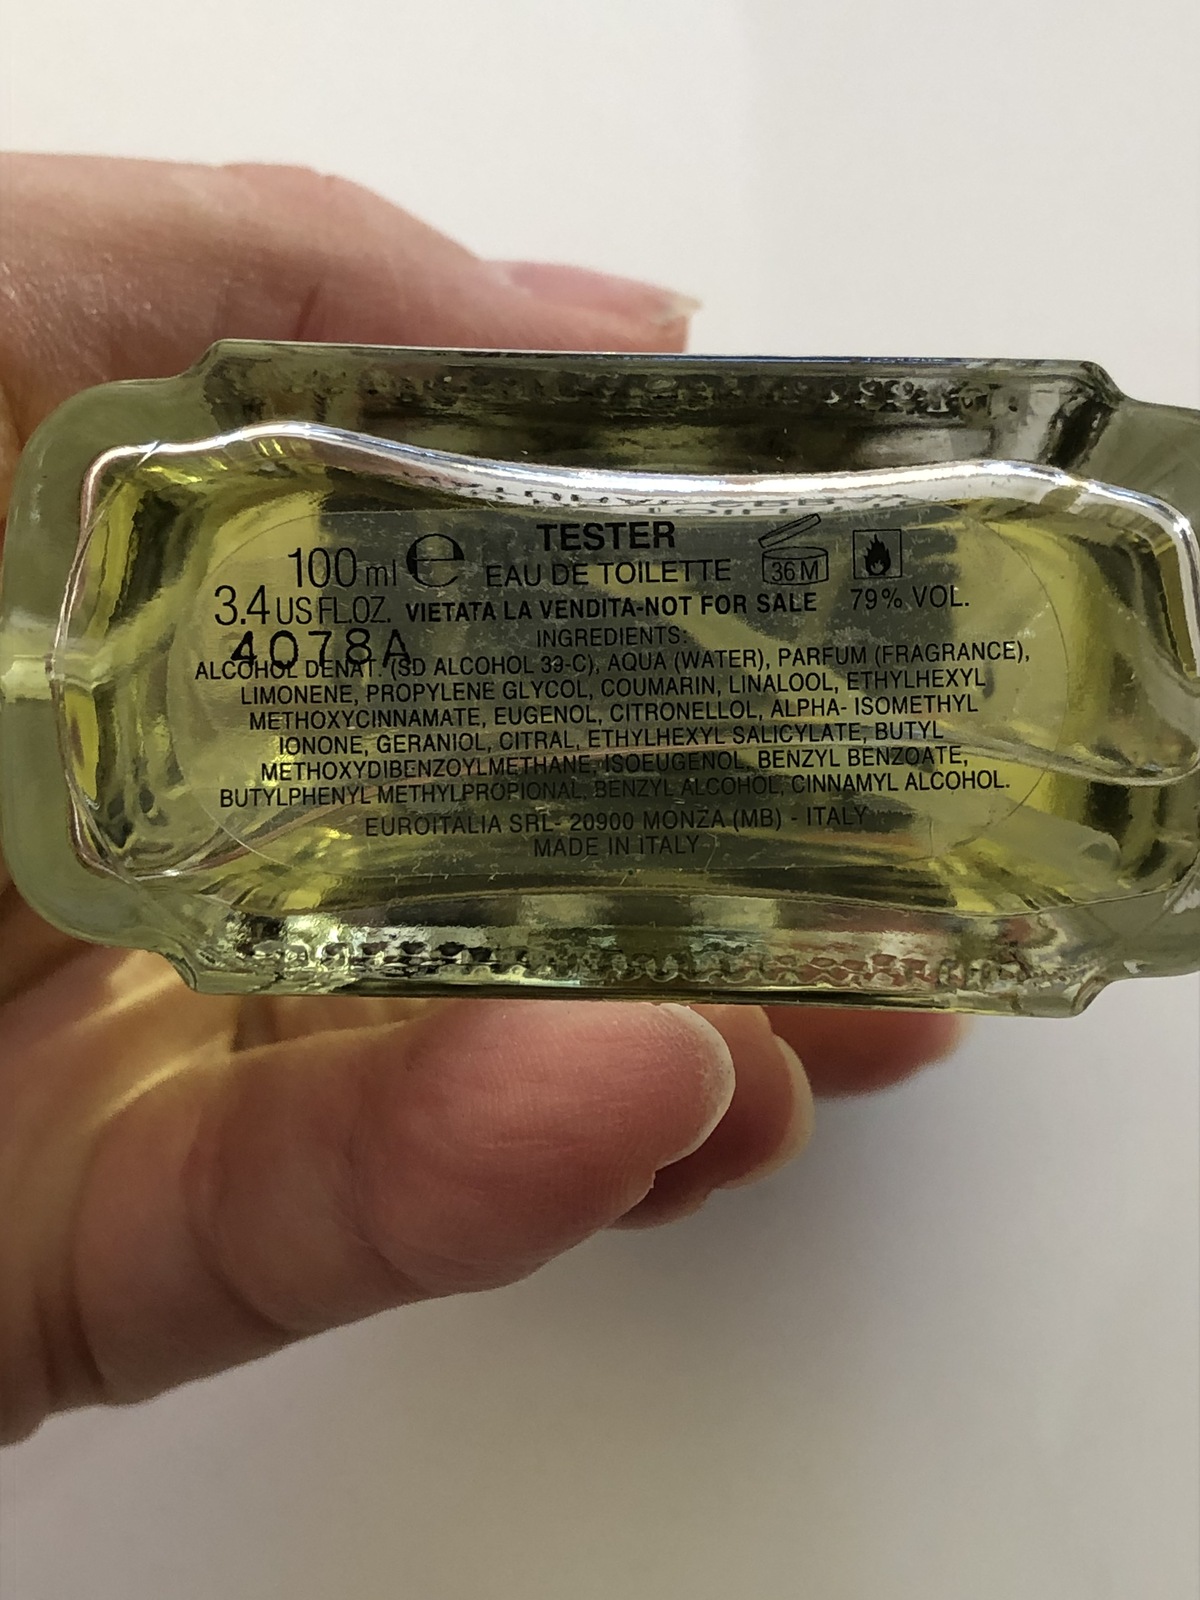 TESTER
100 ml ℮ EAU DE TOILETTE 36 M
3.4 US FL.OZ. VIETATA LA VENDITA-NOT FOR SALE 79% VOL.
INGREDIENTS:
4078A
ALCOHOL DENAT. (SD ALCOHOL 39-C), AQUA (WATER), PARFUM (FRAGRANCE),
LIMONENE, PROPYLENE GLYCOL, COUMARIN, LINALOOL, ETHYLHEXYL
METHOXYCINNAMATE, EUGENOL, CITRONELLOL, ALPHA- ISOMETHYL
IONONE, GERANIOL, CITRAL, ETHYLHEXYL SALICYLATE, BUTYL
METHOXYDIBENZOYLMETHANE, ISOEUGENOL, BENZYL BENZOATE,
BUTYLPHENYL METHYLPROPIONAL, BENZYL ALCOHOL, CINNAMYL ALCOHOL.
EUROITALIA SRL- 20900 MONZA (MB) - ITALY
MADE IN ITALY